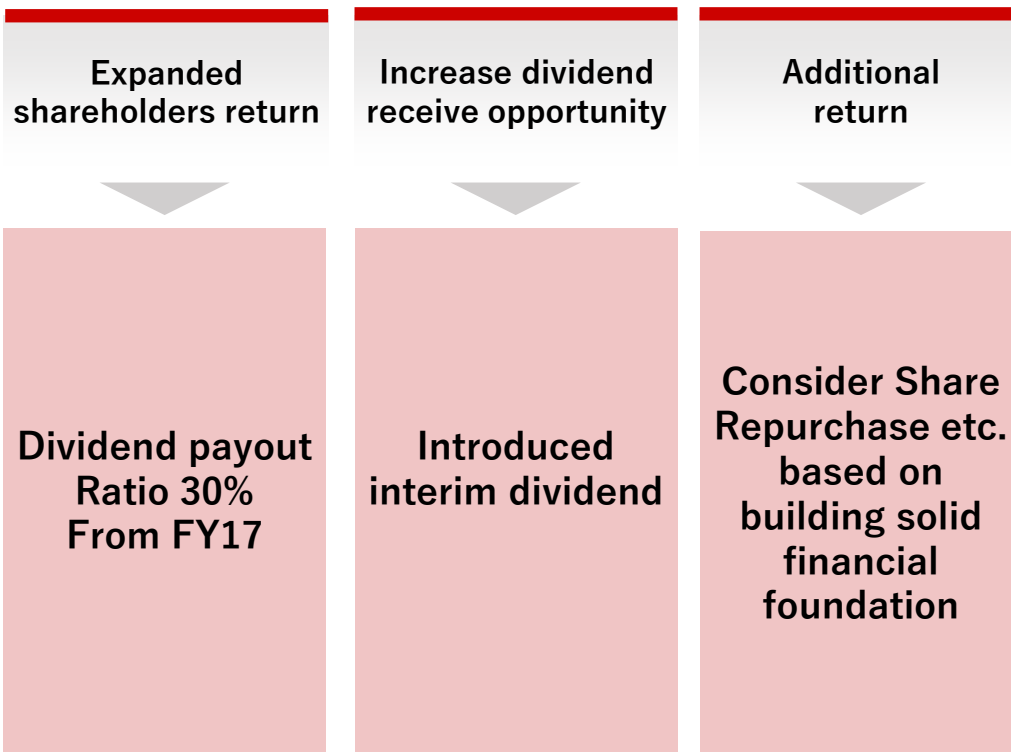 Expanded
shareholders return
Increase dividend
receive opportunity
Additional
return
Dividend payout
Ratio 30%
From FY17
Introduced
interim dividend
Consider Share
Repurchase etc.
based on
building solid
financial
foundation